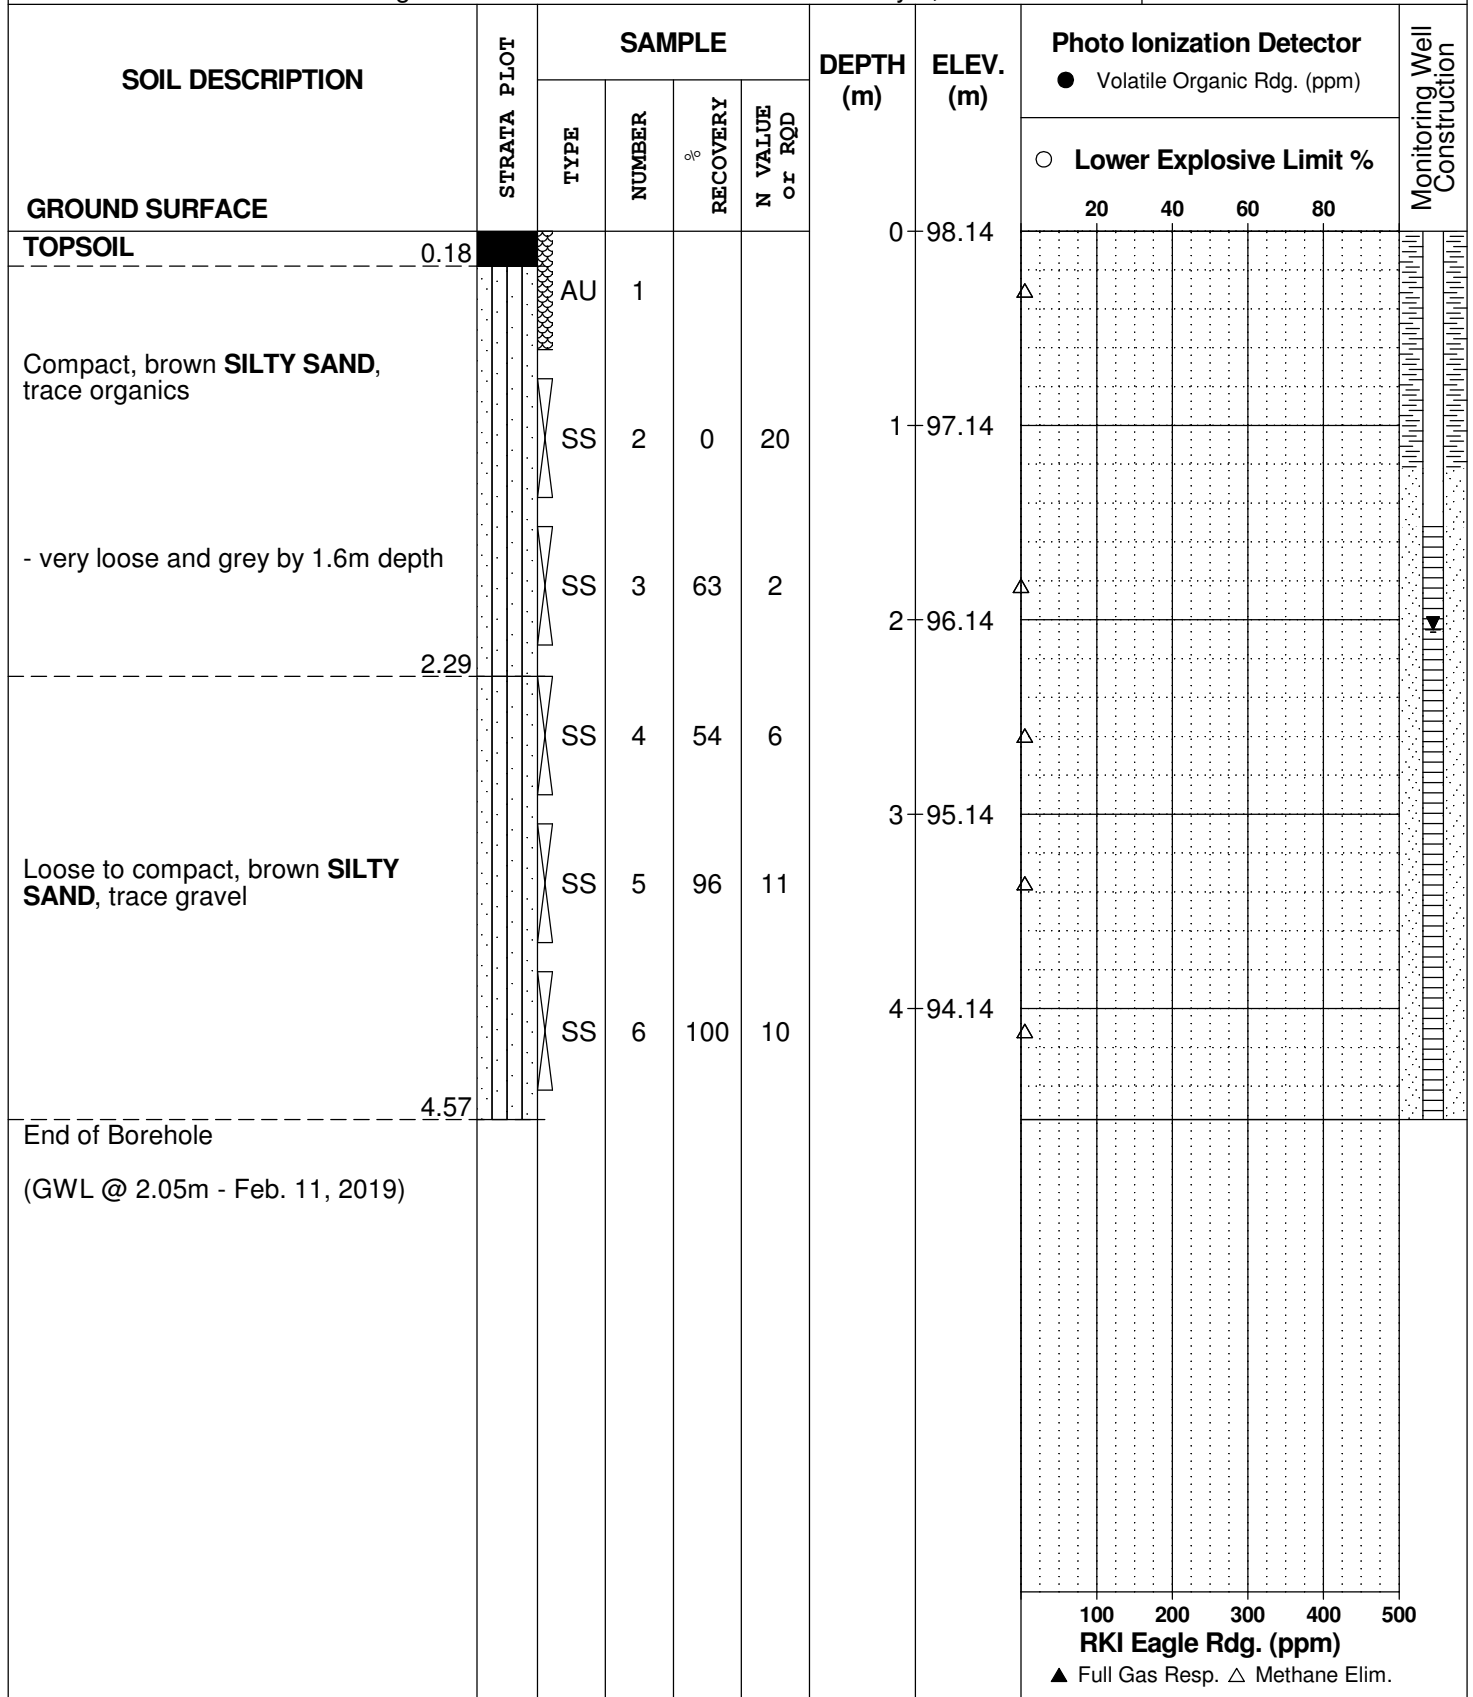 SOIL DESCRIPTION
GROUND SURFACE
STRATA PLOT
SAMPLE
TYPE
NUMBER
%
RECOVERY
N VALUE
or RQD
DEPTH
(m)
ELEV.
(m)
Photo Ionization Detector
● Volatile Organic Rdg. (ppm)
○ Lower Explosive Limit %
20 40 60 80
Monitoring Well
Construction
0 98.14
TOPSOIL 0.18
AU 1
Compact, brown SILTY SAND,
trace organics
1 97.14
SS 2 0 20
- very loose and grey by 1.6m depth
SS 3 63 2
2 96.14
2.29
SS 4 54 6
3 95.14
Loose to compact, brown SILTY
SAND, trace gravel
SS 5 96 11
4 94.14
SS 6 100 10
4.57
End of Borehole
(GWL @ 2.05m - Feb. 11, 2019)
100 200 300 400 500
RKI Eagle Rdg. (ppm)
▲ Full Gas Resp. △ Methane Elim.